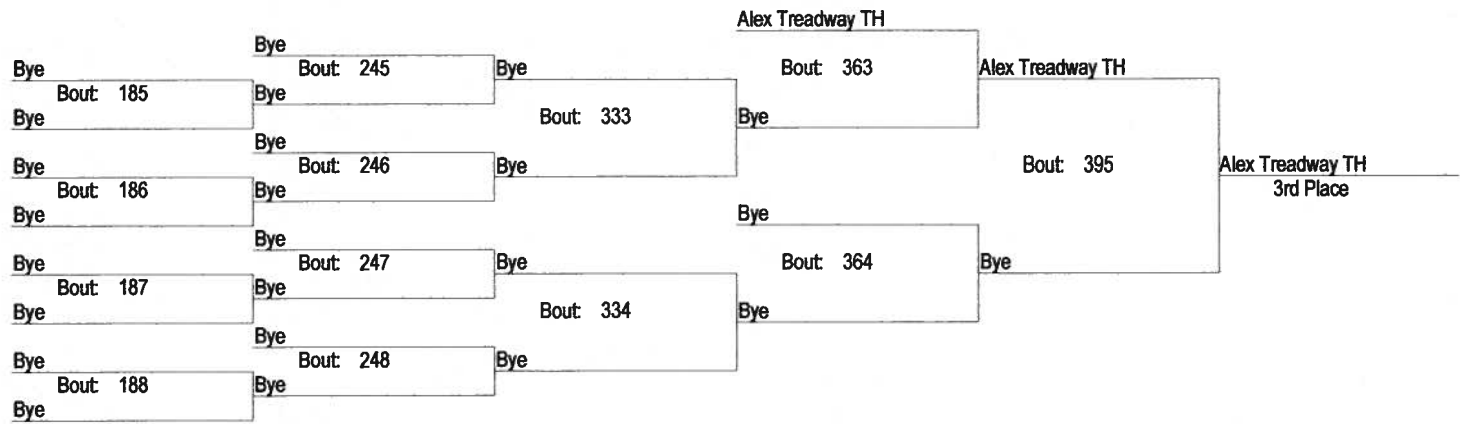 Alex Treadway TH
Bye
Bye Bout: 245 Bye Bout: 363 Alex Treadway TH
Bout: 185 Bye
Bye Bout: 333 Bye
Bye
Bye Bout: 246 Bye Bout: 395 Alex Treadway TH
Bout: 186 Bye 3rd Place
Bye Bye
Bye
Bye Bout: 247 Bye Bout: 364 Bye
Bout: 187 Bye
Bye Bout: 334 Bye
Bye
Bye Bout: 248 Bye
Bout: 188 Bye
Bye